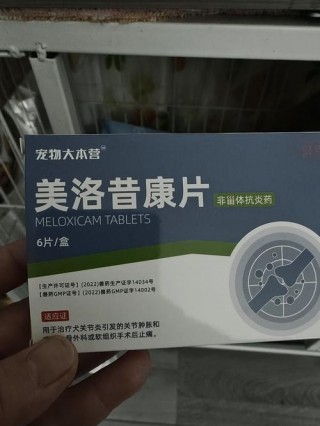 宠物大本营
美洛昔康片
非甾体抗炎药
MELOXICAM TABLETS
6片/盒
【生产许可证号】(2022)兽药生产证字14034号
【兽药GMP证号】(2022)兽药GMP证字14002号
适应证
用于治疗犬关节炎引发的关节肿胀和
骨外科或软组织手术后止痛。